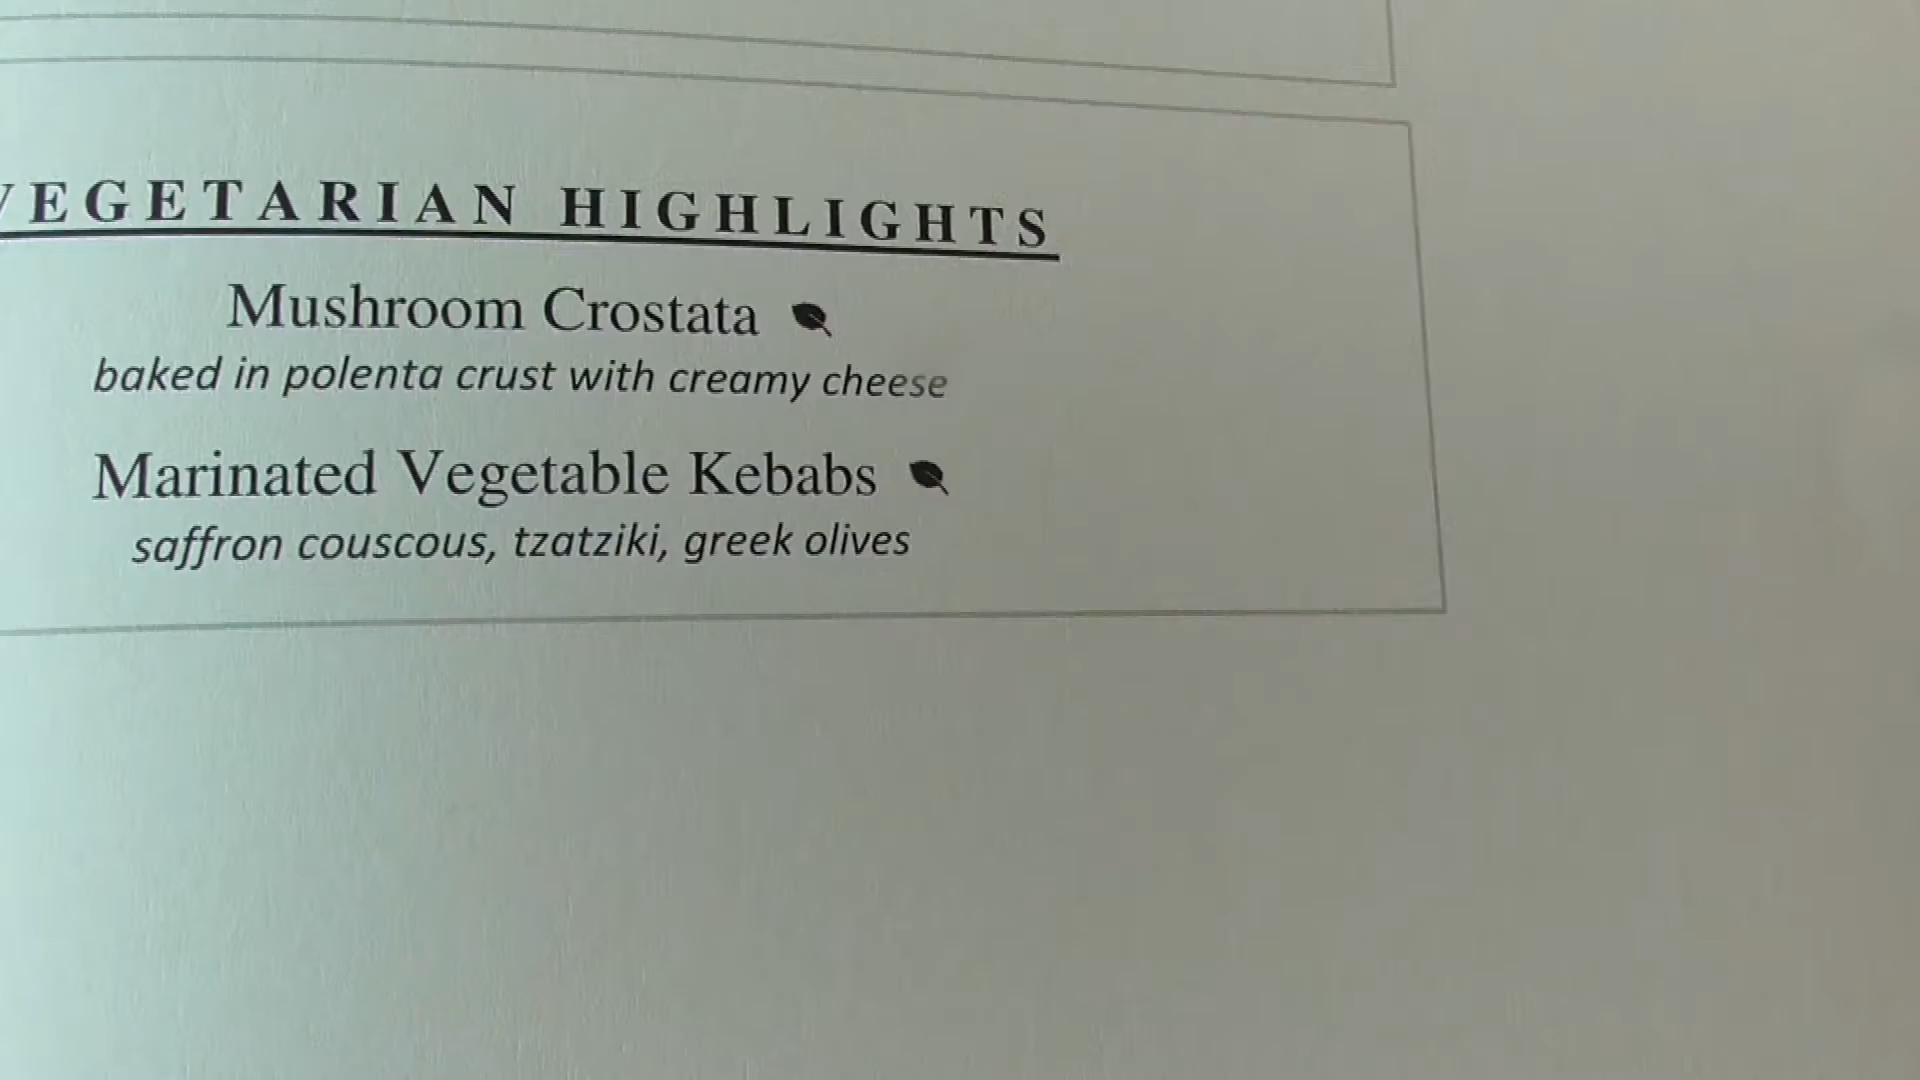 VEGETARIAN HIGHLIGHTS
Mushroom Crostata
baked in polenta crust with creamy cheese
Marinated Vegetable Kebabs
saffron couscous, tzatziki, greek olives